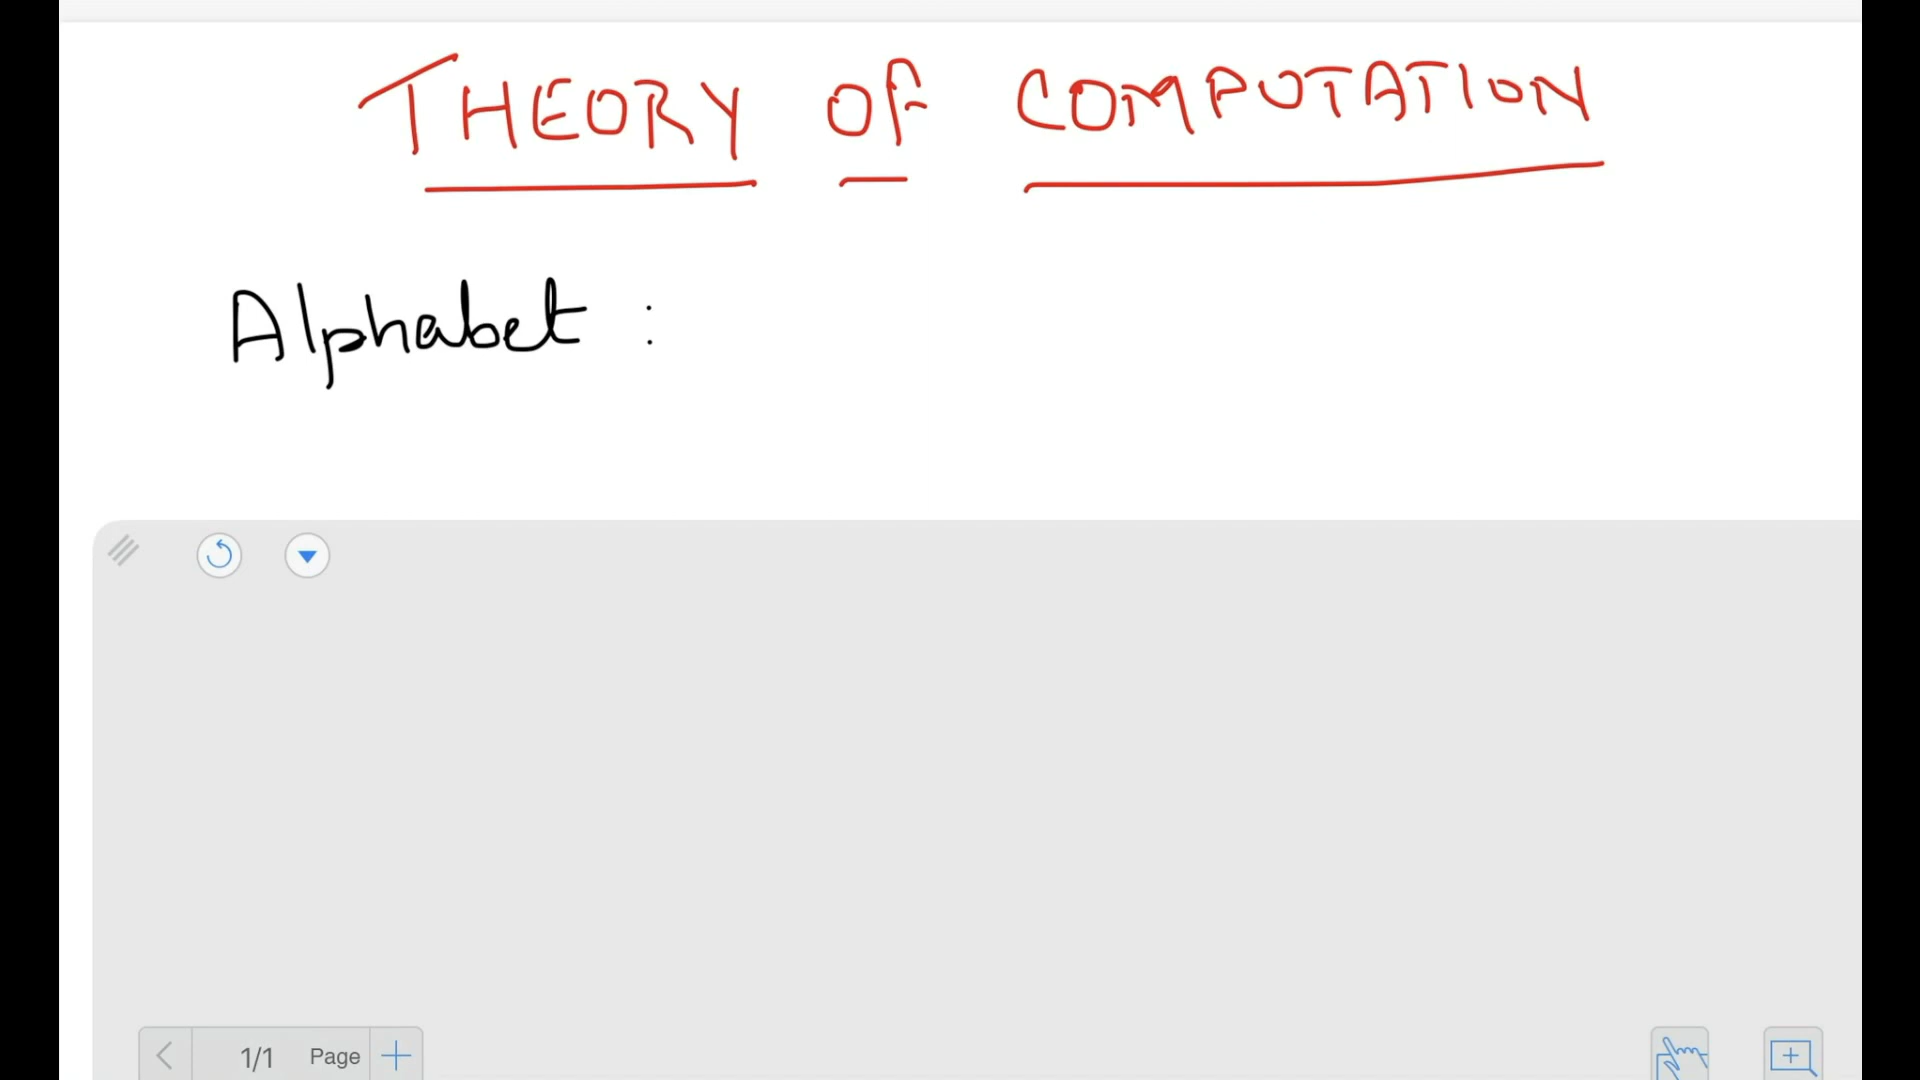 THEORY OF COMPUTATION
Alphabet :
1/1 Page